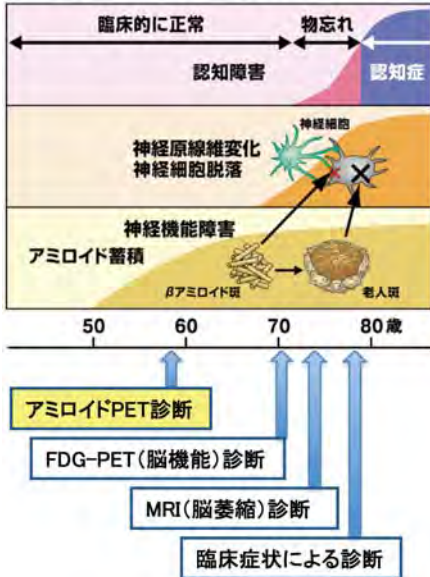 臨床的に正常 物忘れ
認知障害 認知症
神経細胞
神経原線維変化
神経細胞脱落
神経機能障害
アミロイド蓄積
βアミロイド斑 老人斑
50 60 70 80 歳
アミロイドPET診断
FDG-PET(脳機能)診断
MRI(脳萎縮)診断
臨床症状による診断